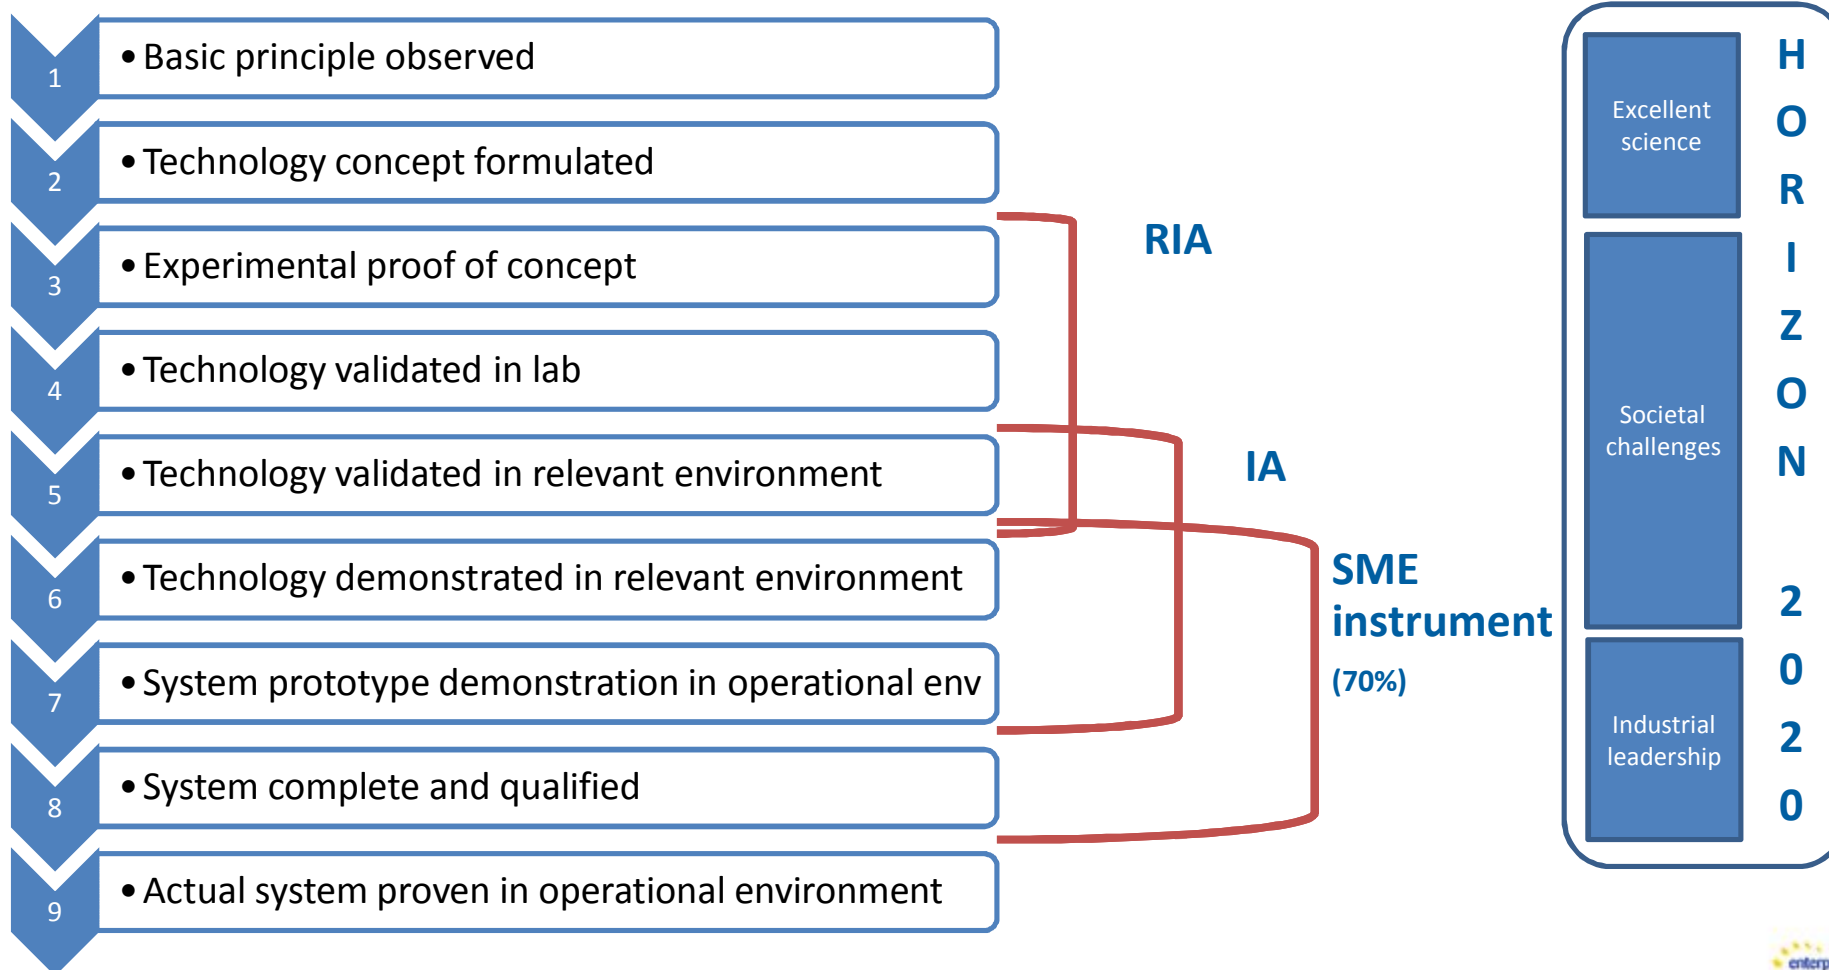 1
• Basic principle observed
2
• Technology concept formulated
3
• Experimental proof of concept
4
• Technology validated in lab
5
• Technology validated in relevant environment
6
• Technology demonstrated in relevant environment
7
• System prototype demonstration in operational env
8
• System complete and qualified
9
• Actual system proven in operational environment
RIA
IA
SME
instrument
(70%)
Excellent
science
Societal
challenges
Industrial
leadership
H
O
R
I
Z
O
N
2
0
2
0
enterp